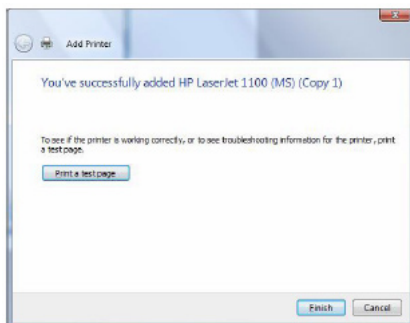 Add Printer
You've successfully added HP LaserJet 1100 (MS) (Copy 1)
To see if the printer is working correctly, or to see troubleshooting information for the printer, print
a test page.
Print a test page
Finish Cancel